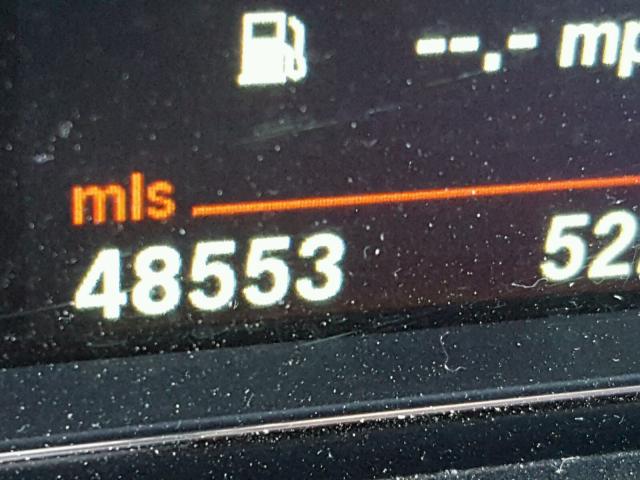 --.- mp
mls
48553 52.